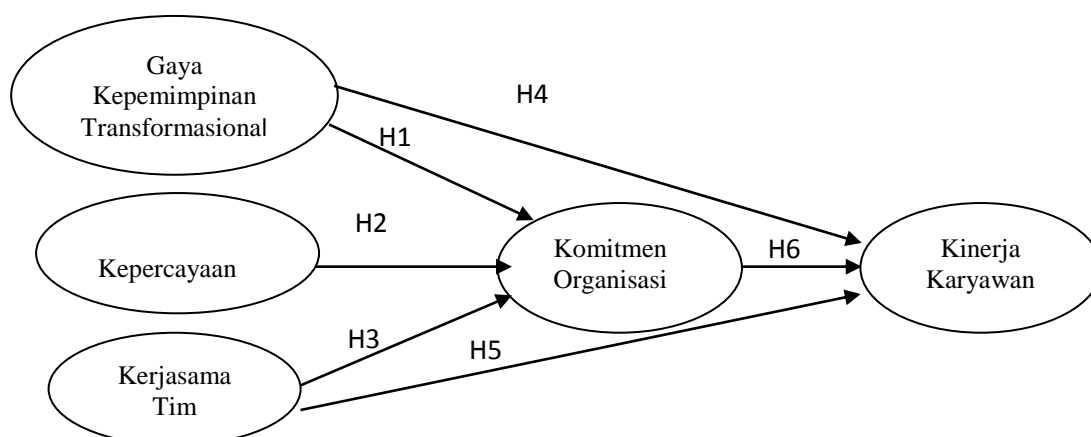 Gaya
Kepemimpinan
Transformasional
H4
H1
H2
Kepercayaan
Komitmen
Organisasi
H6
Kinerja
Karyawan
H3
H5
Kerjasama
Tim